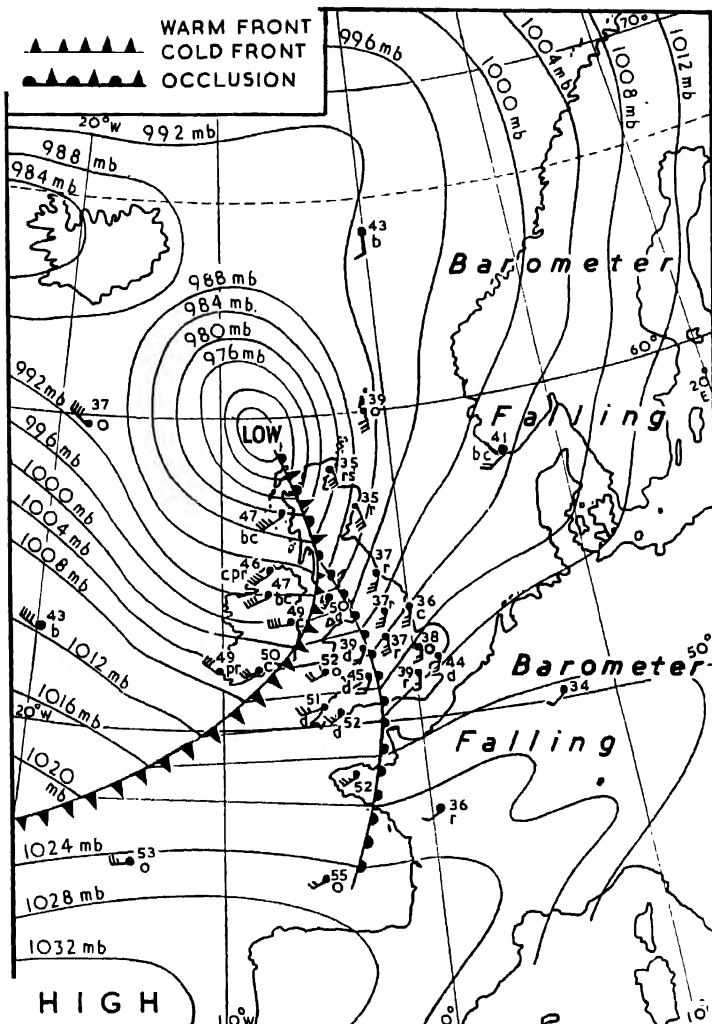 WARM FRONT
COLD FRONT
OCCLUSION
996 mb
1000 mb
1004 mb
1008 mb
1012 mb
70°
20°W
992 mb
988 mb
984 mb
43
b
Barometer
988 mb
984 mb.
980 mb
976 mb
60°
20°
E
992 mb
37
O
39
O
Falling
LOW
41
bc
996 mb
35
rs
1000 mb
35
r
47
bc
1004 mb
1008 mb
46
cpr
37
r
47
bc
43
b
49
c
50
37
r
36
c
1012 mb
37
r
38
O
39
d
44
d
50°
49
pr
50
c
52
O
45
d
39
r
Barometer
34
1016 mb
20°W
51
d
52
d
Falling
1020
mb
52
36
r
1024 mb
53
O
55
O
1028 mb
1032 mb
HIGH
10°W
0°
10°